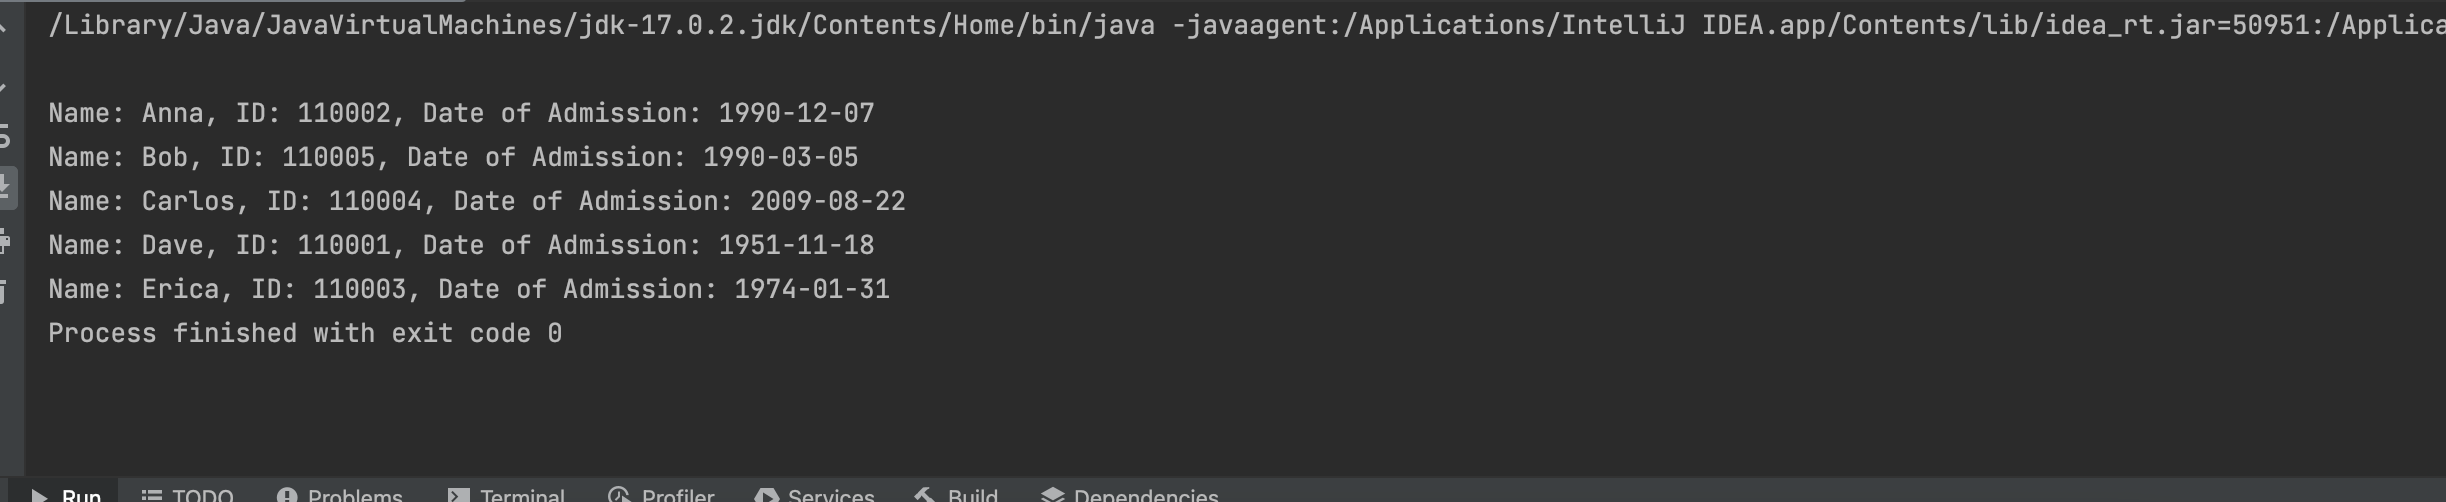 /Library/Java/JavaVirtualMachines/jdk-17.0.2.jdk/Contents/Home/bin/java -javaagent:/Applications/IntelliJ IDEA.app/Contents/lib/idea_rt.jar=50951:/Applica
Name: Anna, ID: 110002, Date of Admission: 1990-12-07
Name: Bob, ID: 110005, Date of Admission: 1990-03-05
Name: Carlos, ID: 110004, Date of Admission: 2009-08-22
Name: Dave, ID: 110001, Date of Admission: 1951-11-18
Name: Erica, ID: 110003, Date of Admission: 1974-01-31
Process finished with exit code 0
Run TODO Problems Terminal Profiler Services Build Dependencies